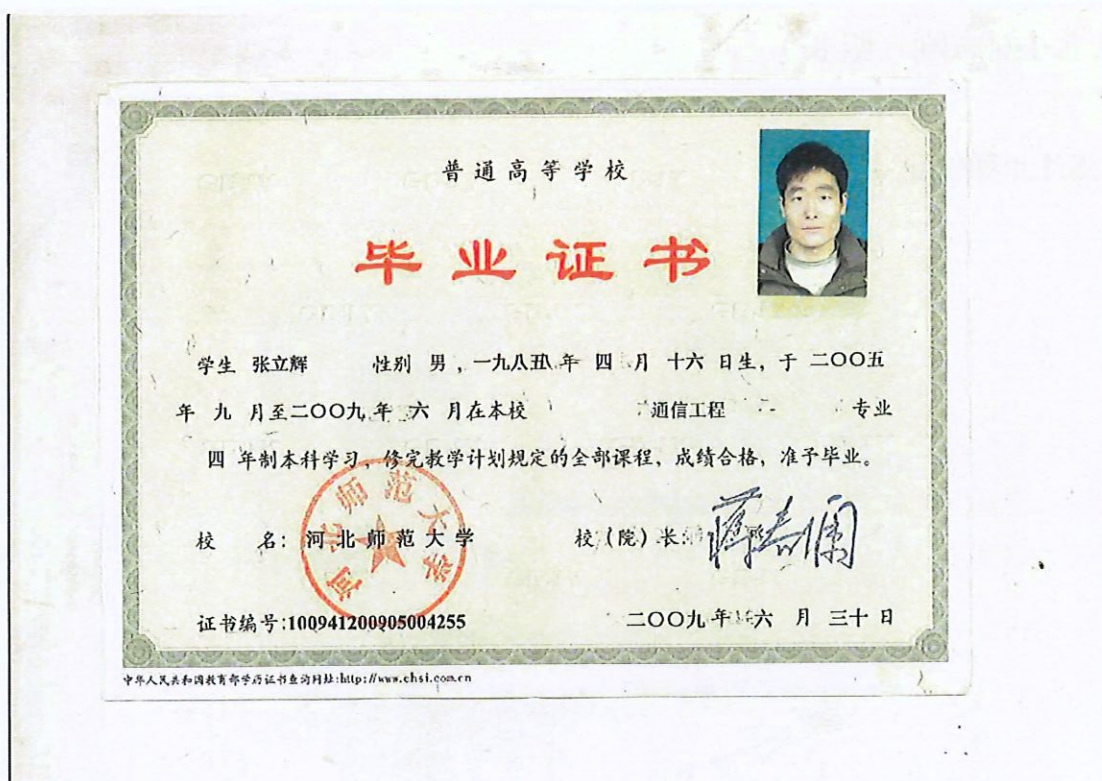 普通高等学校
毕业证书
学生 张立辉 性别 男，一九八五年 四 月 十六 日生，于 二〇〇五
年 九 月至二〇〇九年 六 月在本校 通信工程 专业
四 年制本科学习，修完教学计划规定的全部课程，成绩合格，准予毕业。
河北师范大学
校 名：河北师范大学 校（院）长：
证书编号:100941200905004255 二〇〇九年 六 月 三十 日
中华人民共和国教育部学历证书查询网址:http://www.chsi.com.cn